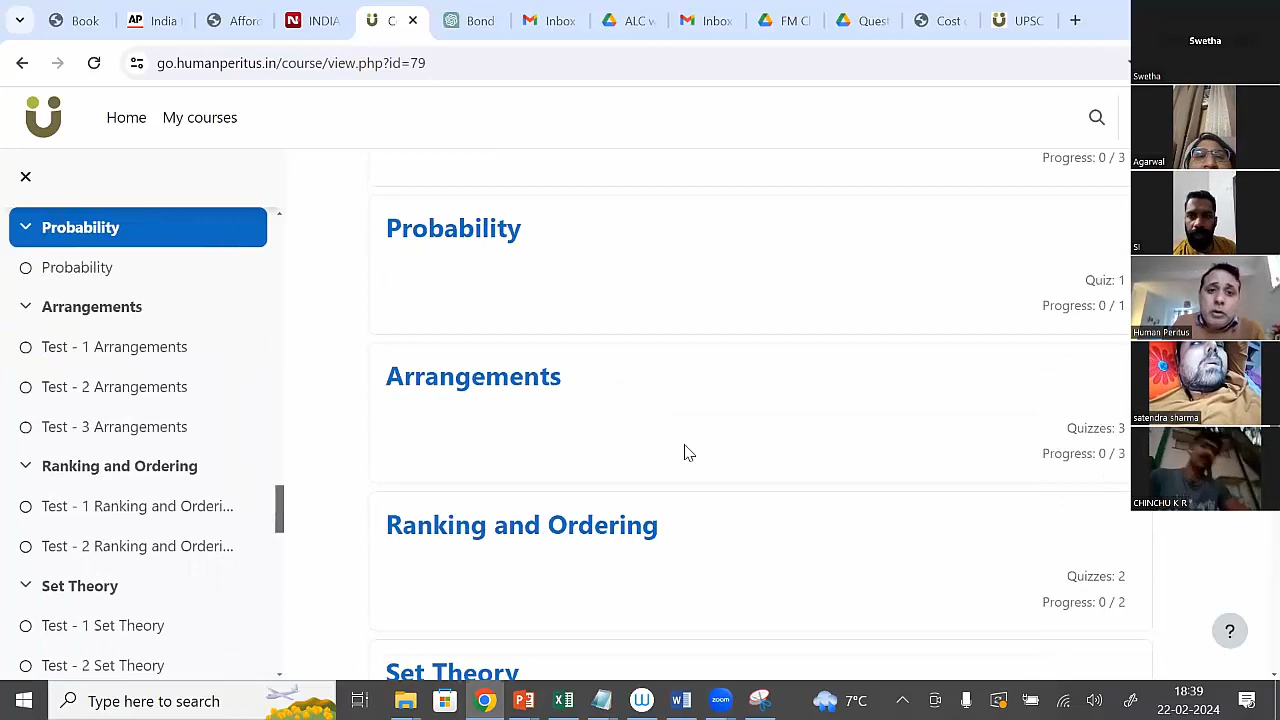 Book
India
Affor
INDIA
C
Bond
Inbox
ALC v
Inbox
FM Cl
Ques
Cost
UPSC
go.humanperitus.in/course/view.php?id=79
Home
My courses
Probability
Probability
Arrangements
Test - 1 Arrangements
Test - 2 Arrangements
Test - 3 Arrangements
Ranking and Ordering
Test - 1 Ranking and Orderi...
Test - 2 Ranking and Orderi...
Set Theory
Test - 1 Set Theory
Test - 2 Set Theory
Progress: 0 / 3
Probability
Quiz: 1
Progress: 0 / 1
Arrangements
Quizzes: 3
Progress: 0 / 3
Ranking and Ordering
Quizzes: 2
Progress: 0 / 2
Set Theory
?
Swetha
Swetha
Agarwal
SI
Human Peritus
satendra sharma
CHINCHU K R
Type here to search
zoom
7°C
18:39
22-02-2024